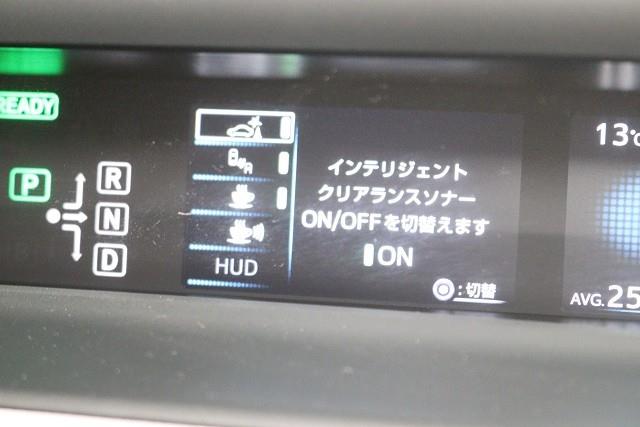 READY
P
R
N
D
HUD
インテリジェント
クリアランスソナー
ON/OFFを切替えます
ON
:切替
13℃
AVG.25